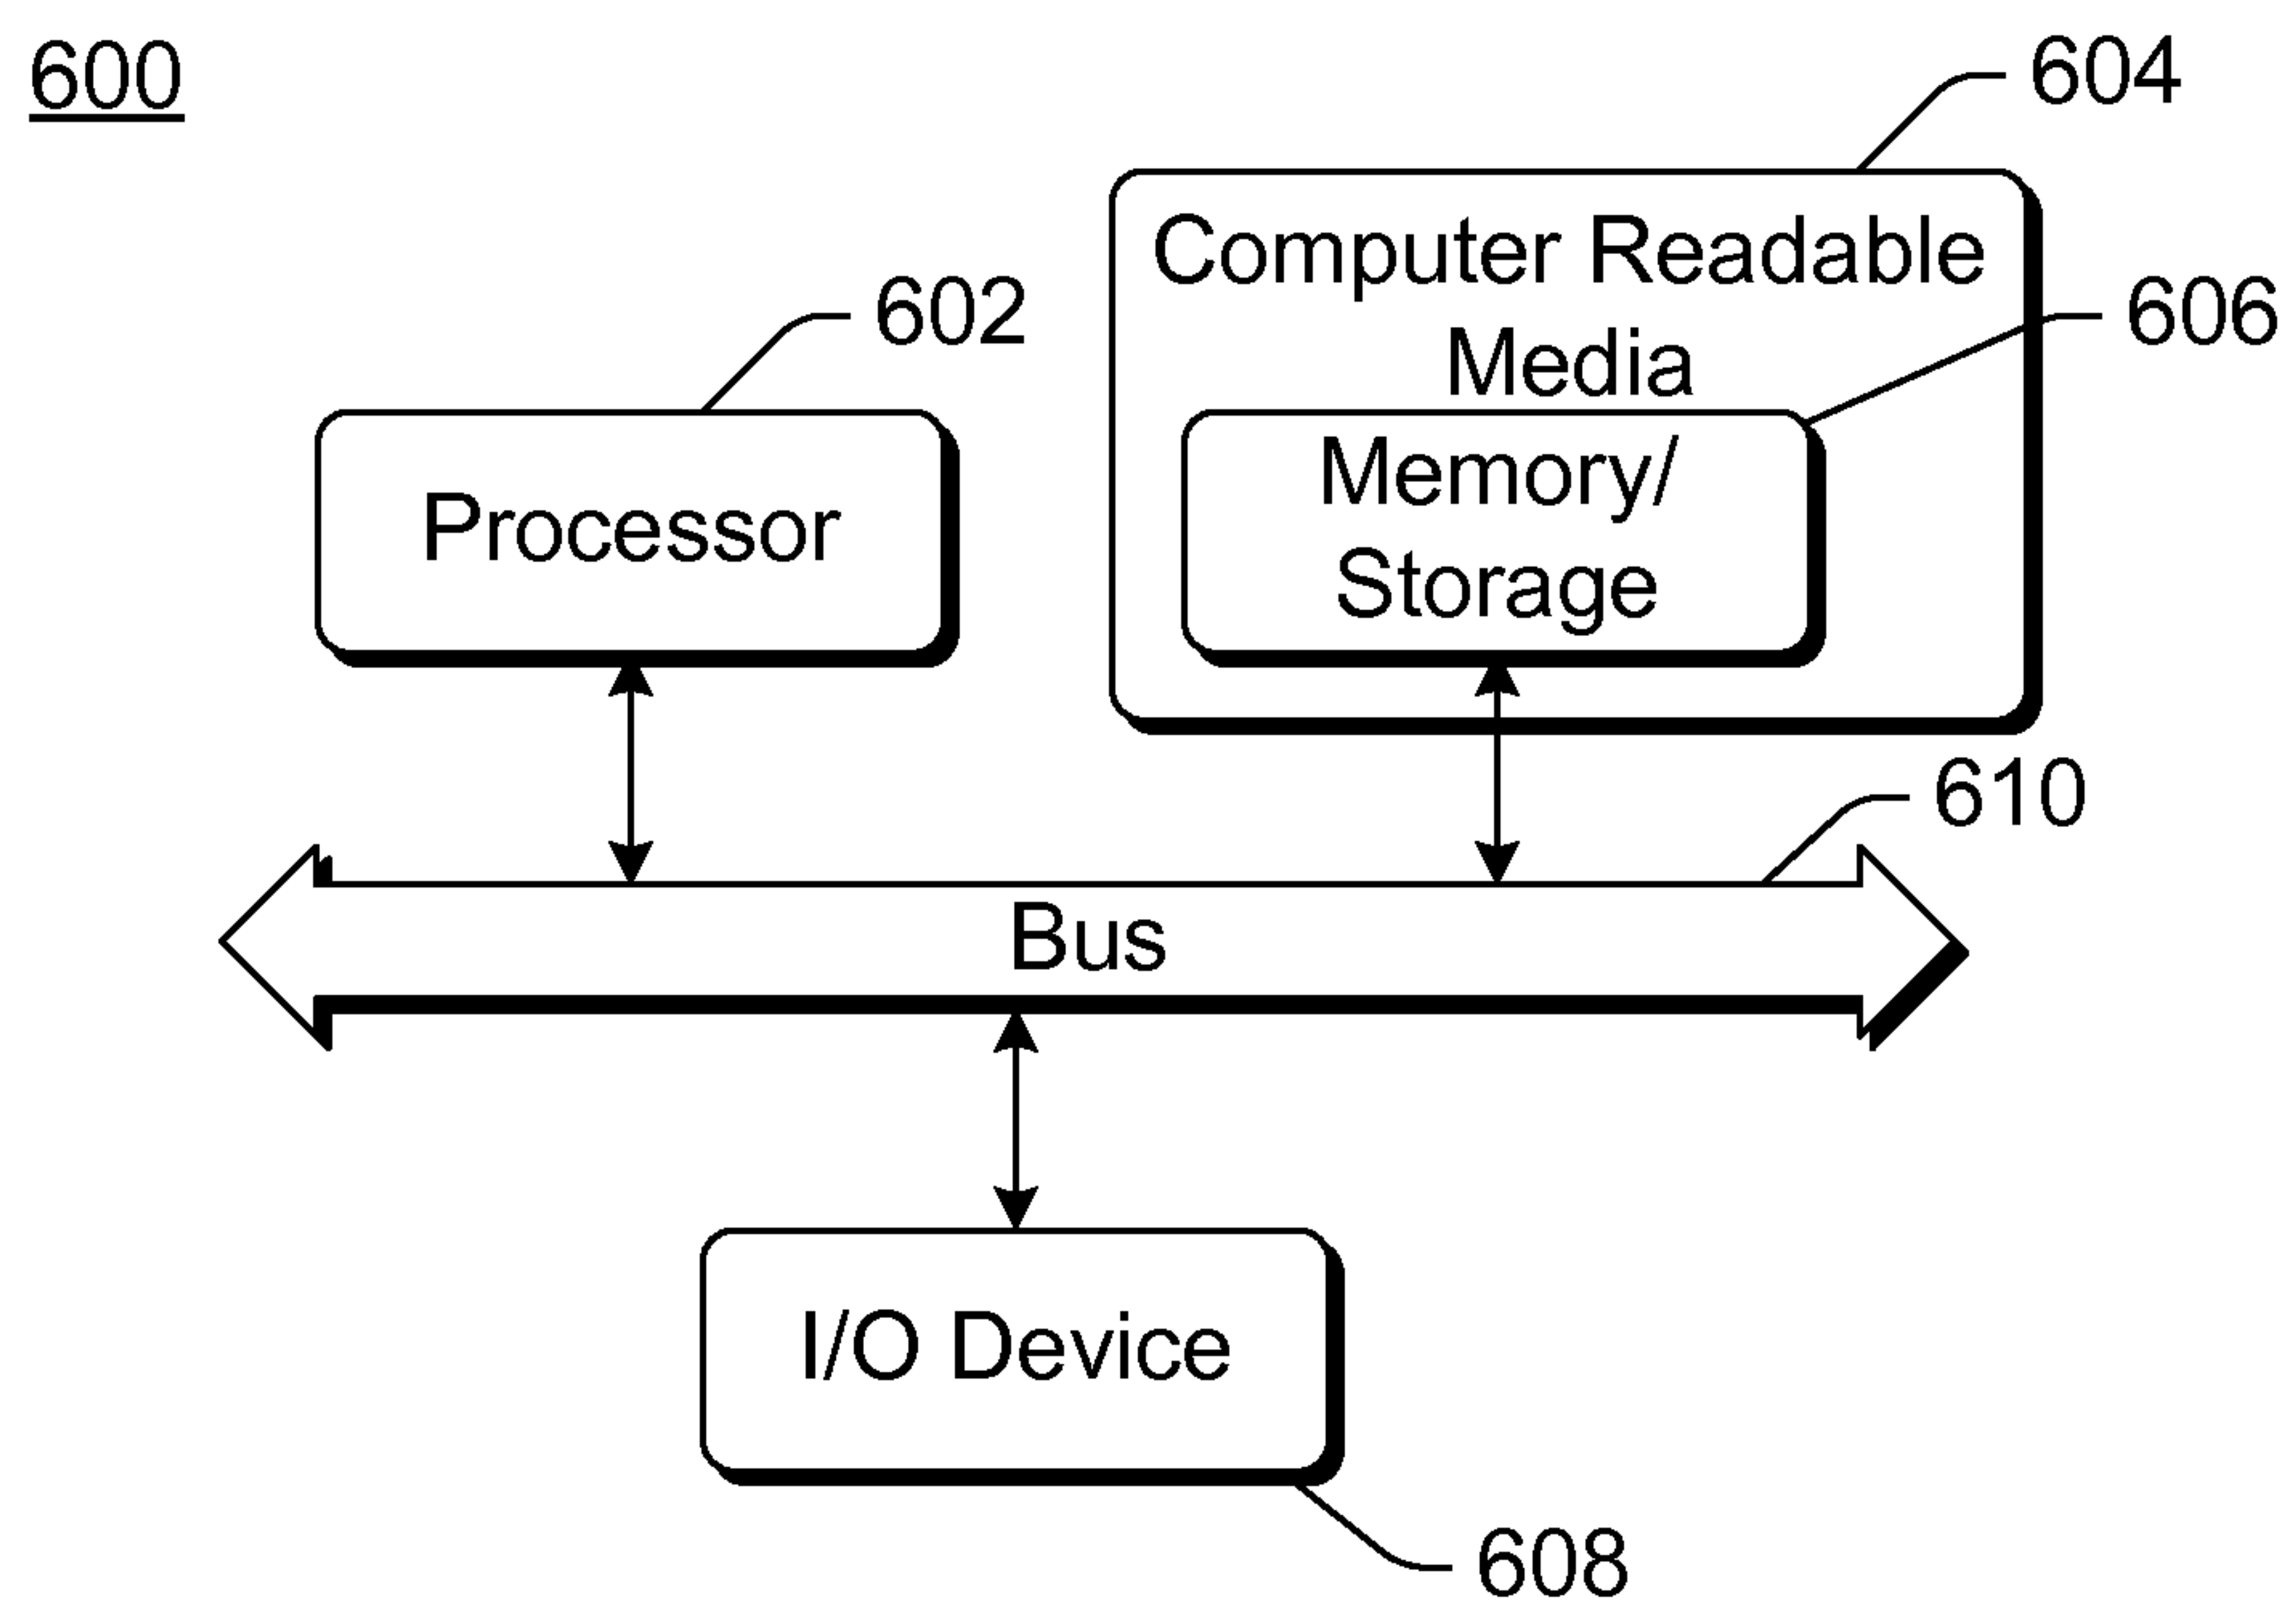 600
604
Computer Readable
Media
606
602
Memory/
Storage
Processor
610
Bus
I/O Device
608